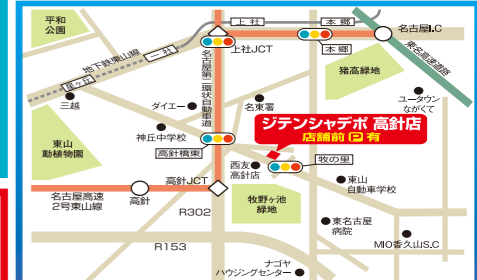 平和
公園
上社
本郷
名古屋I.C
地下鉄東山線
一社
上社JCT
本郷
東名高速道路
星ヶ丘
名古屋第二環状自動車道
猪高緑地
三越
ダイエー
名東署
ユータウン
ながくて
神丘中学校
ジテンシャデポ 高針店
店舗前 P 有
東山
動植物園
高針橋東
西友
高針店
牧の里
高針JCT
東山
自動車学校
名古屋高速
2号東山線
高針
牧野ヶ池
緑地
R302
東名古屋
病院
MIO香久山S.C
R153
ナゴヤ
ハウジングセンター